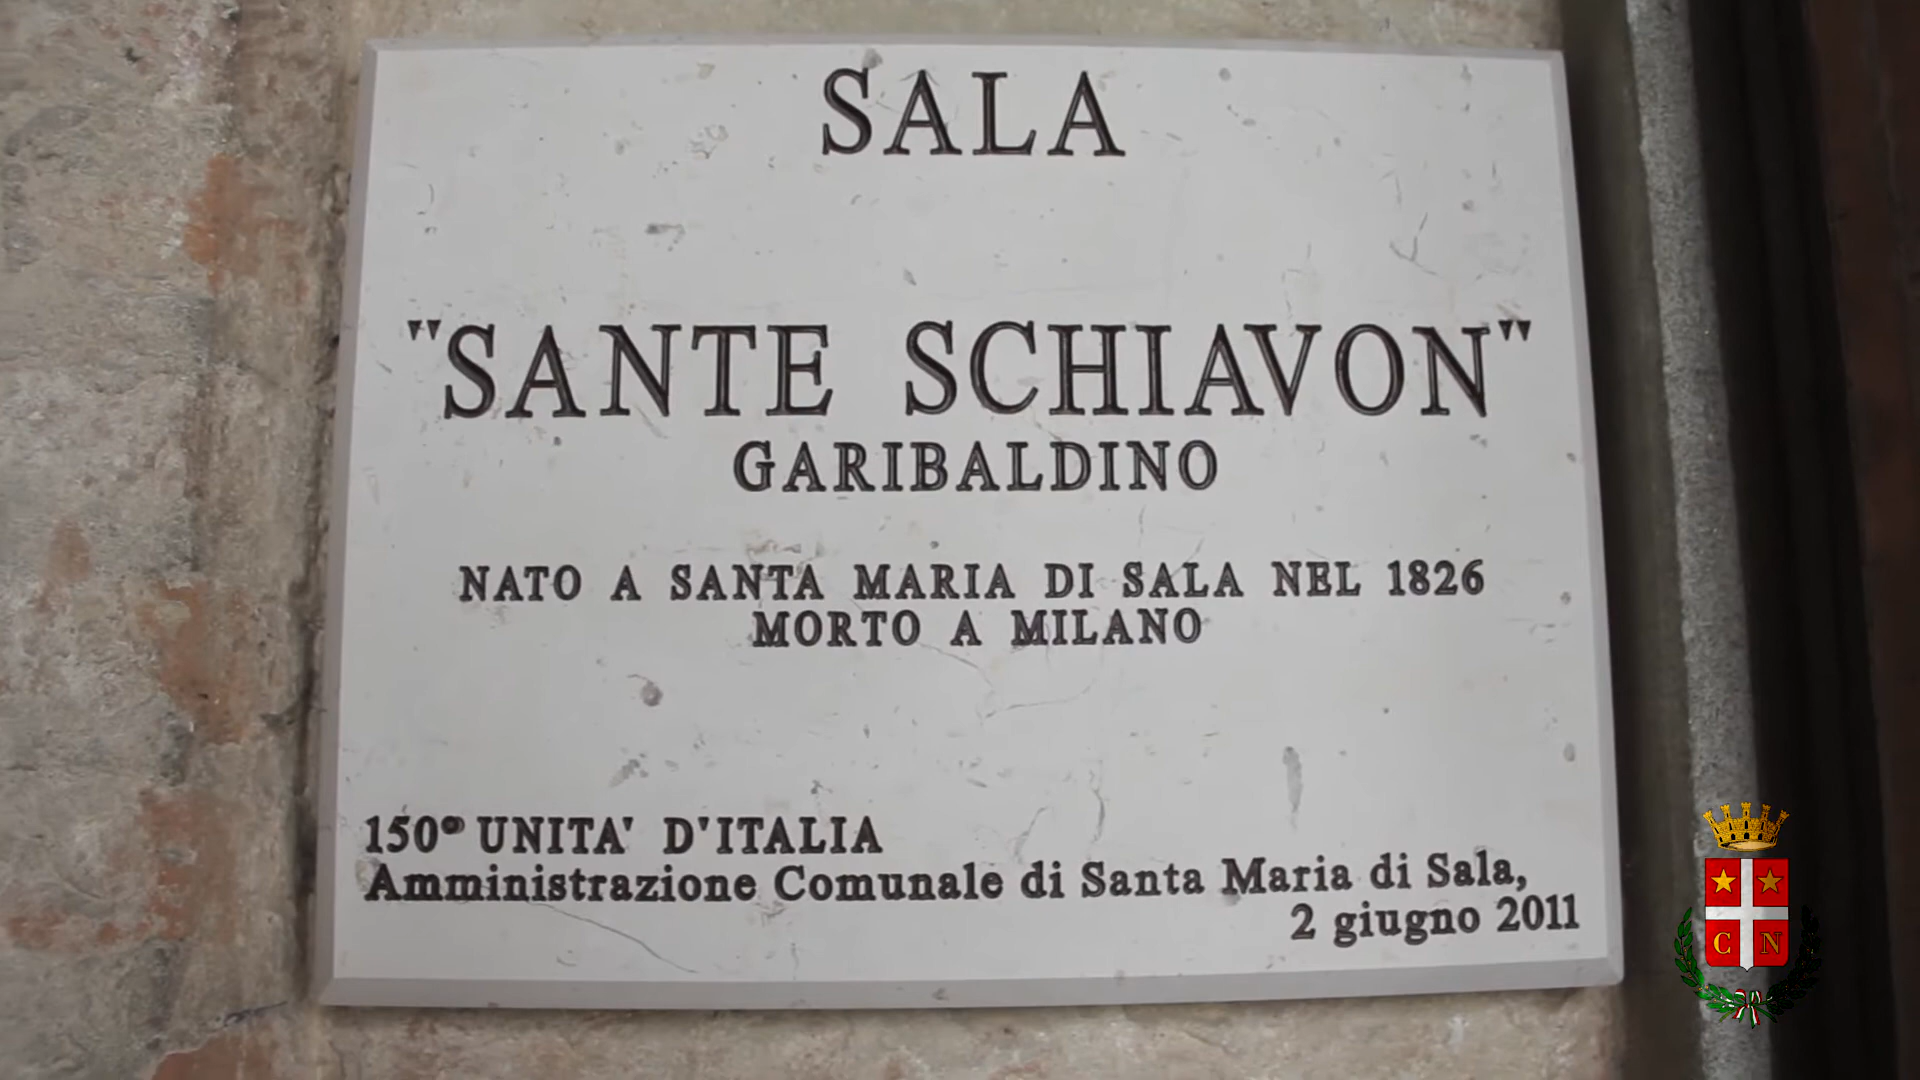 SALA
"SANTE SCHIAVON"
GARIBALDINO
NATO A SANTA MARIA DI SALA NEL 1826
MORTO A MILANO
150º UNITA' D'ITALIA
Amministrazione Comunale di Santa Maria di Sala,
2 giugno 2011
C N